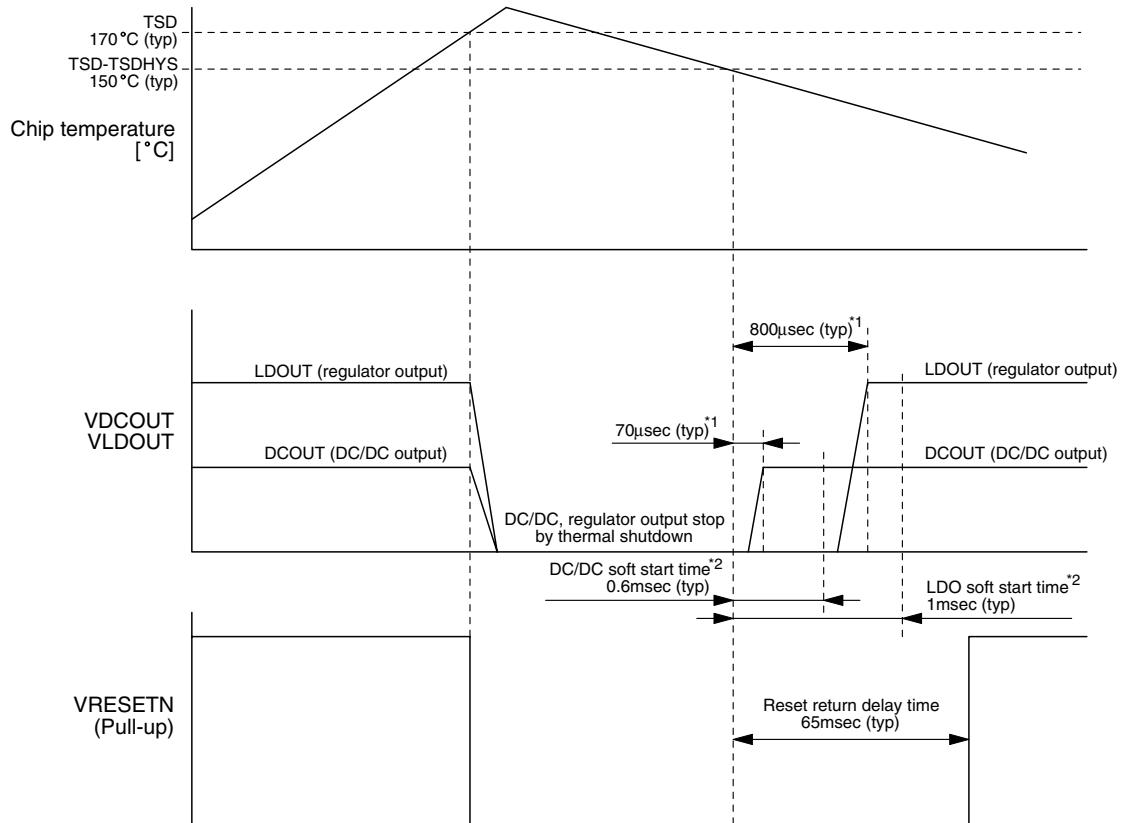 TSD
170°C (typ)
TSD-TSDHYS
150°C (typ)
Chip temperature
[°C]
800µsec (typ)*1
LDOUT (regulator output)
LDOUT (regulator output)
VDCOUT
VLDOUT
70µsec (typ)*1
DCOUT (DC/DC output)
DCOUT (DC/DC output)
DC/DC, regulator output stop
by thermal shutdown
DC/DC soft start time*2
0.6msec (typ)
LDO soft start time*2
1msec (typ)
VRESETN
(Pull-up)
Reset return delay time
65msec (typ)